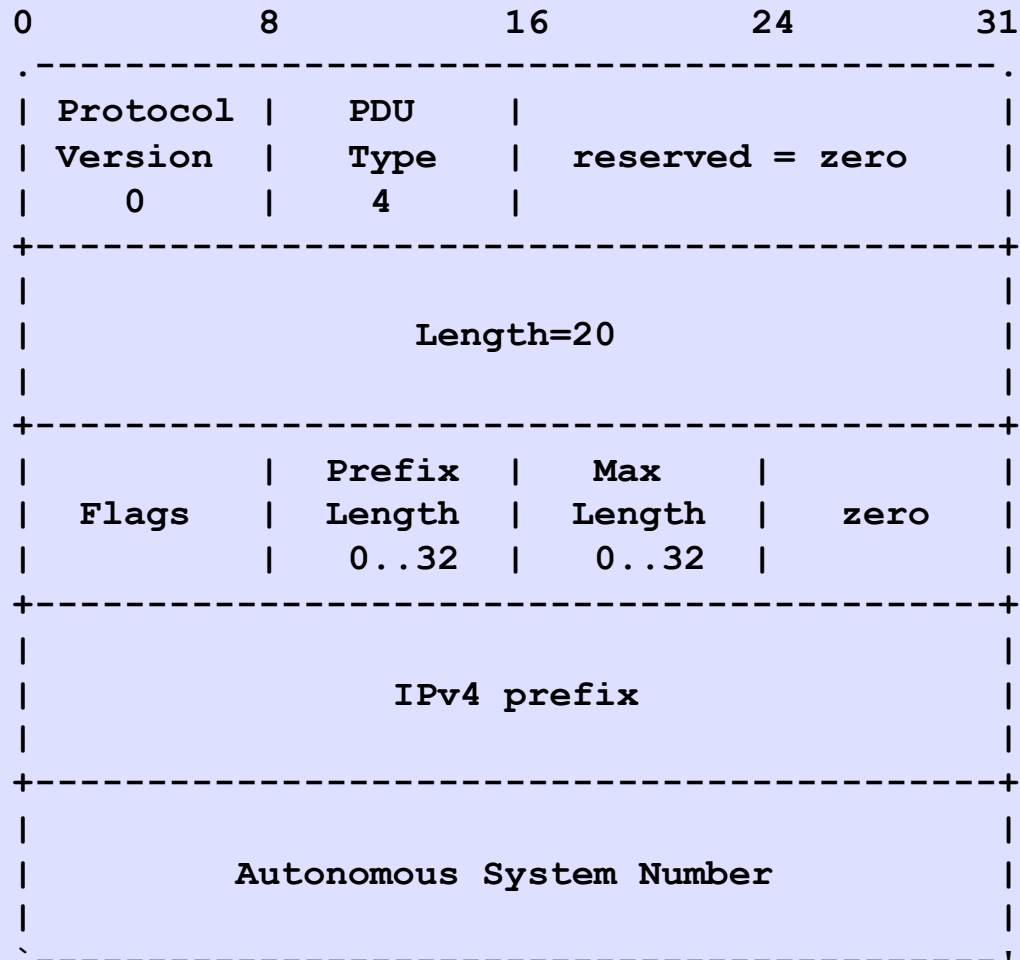 0          8          16         24       31
.-------------------------------------------.
| Protocol |   PDU    |                     |
| Version  |   Type   |  reserved = zero    |
|    0     |    4     |                     |
+-------------------------------------------+
|                                           |
|                 Length=20                 |
|                                           |
+-------------------------------------------+
|          |  Prefix  |   Max    |          |
|  Flags   |  Length  |  Length  |   zero   |
|          |   0..32  |   0..32  |          |
+-------------------------------------------+
|                                           |
|                IPv4 prefix                |
|                                           |
+-------------------------------------------+
|                                           |
|         Autonomous System Number          |
|                                           |
`-------------------------------------------'